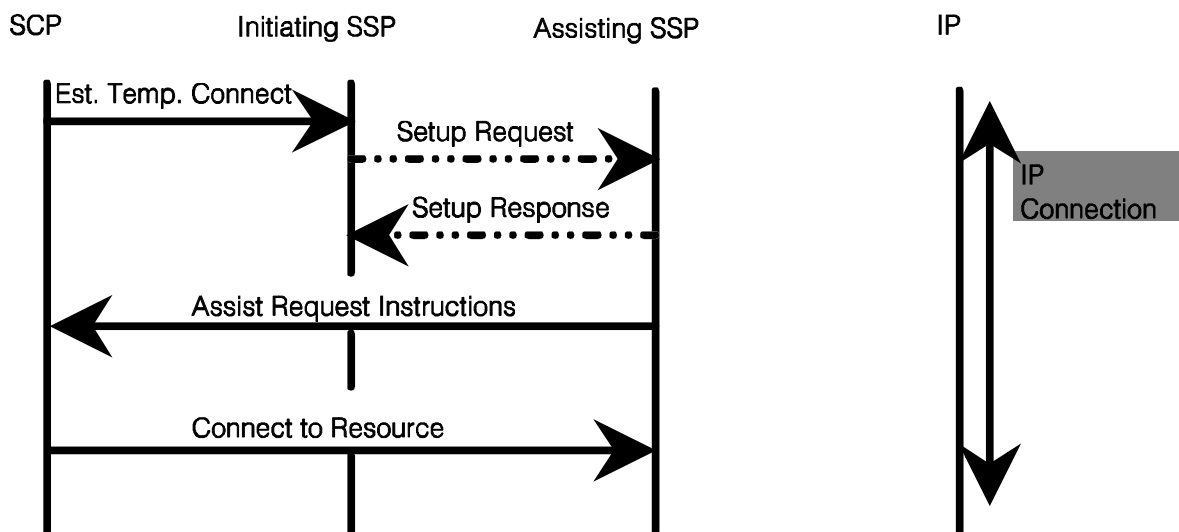 SCP
Initiating SSP
Assisting SSP
IP
Est. Temp. Connect
Setup Request
IP
Connection
Setup Response
Assist Request Instructions
Connect to Resource